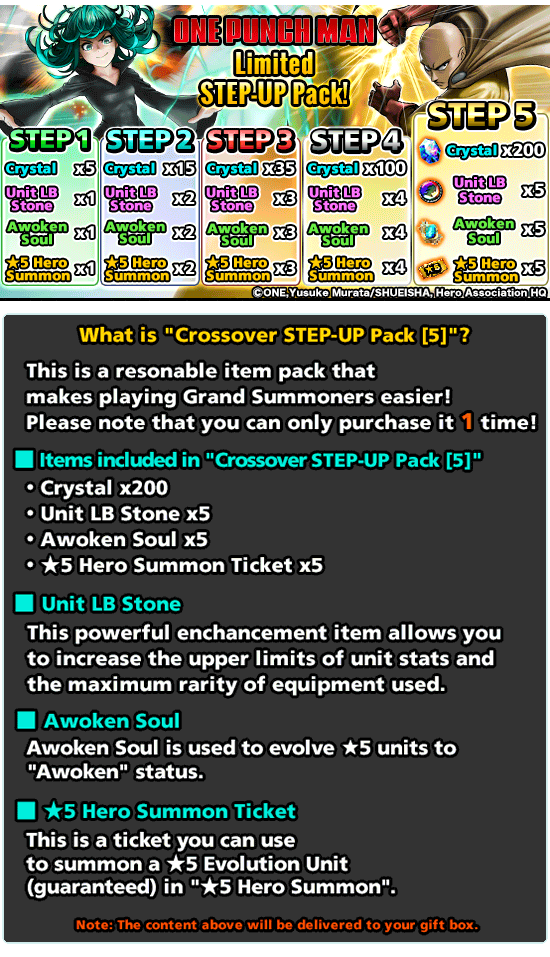 ONE PUNCH MAN
Limited
STEP-UP Pack!
STEP 1
Crystal x5
Unit LB Stone x1
Awoken Soul x1
★5 Hero Summon x1
STEP 2
Crystal x15
Unit LB Stone x2
Awoken Soul x2
★5 Hero Summon x2
STEP 3
Crystal x35
Unit LB Stone x3
Awoken Soul x3
★5 Hero Summon x3
STEP 4
Crystal x100
Unit LB Stone x4
Awoken Soul x4
★5 Hero Summon x4
STEP 5
Crystal x200
Unit LB Stone x5
Awoken Soul x5
★5
★5 Hero Summon x5
©ONE,Yusuke Murata/SHUEISHA, Hero Association HQ
What is "Crossover STEP-UP Pack [5]"?
This is a resonable item pack that
makes playing Grand Summoners easier!
Please note that you can only purchase it 1 time!
■ Items included in "Crossover STEP-UP Pack [5]"
・Crystal x200
・Unit LB Stone x5
・Awoken Soul x5
・★5 Hero Summon Ticket x5
■ Unit LB Stone
This powerful enchancement item allows you
to increase the upper limits of unit stats and
the maximum rarity of equipment used.
■ Awoken Soul
Awoken Soul is used to evolve ★5 units to
"Awoken" status.
■ ★5 Hero Summon Ticket
This is a ticket you can use
to summon a ★5 Evolution Unit
(guaranteed) in "★5 Hero Summon".
Note: The content above will be delivered to your gift box.